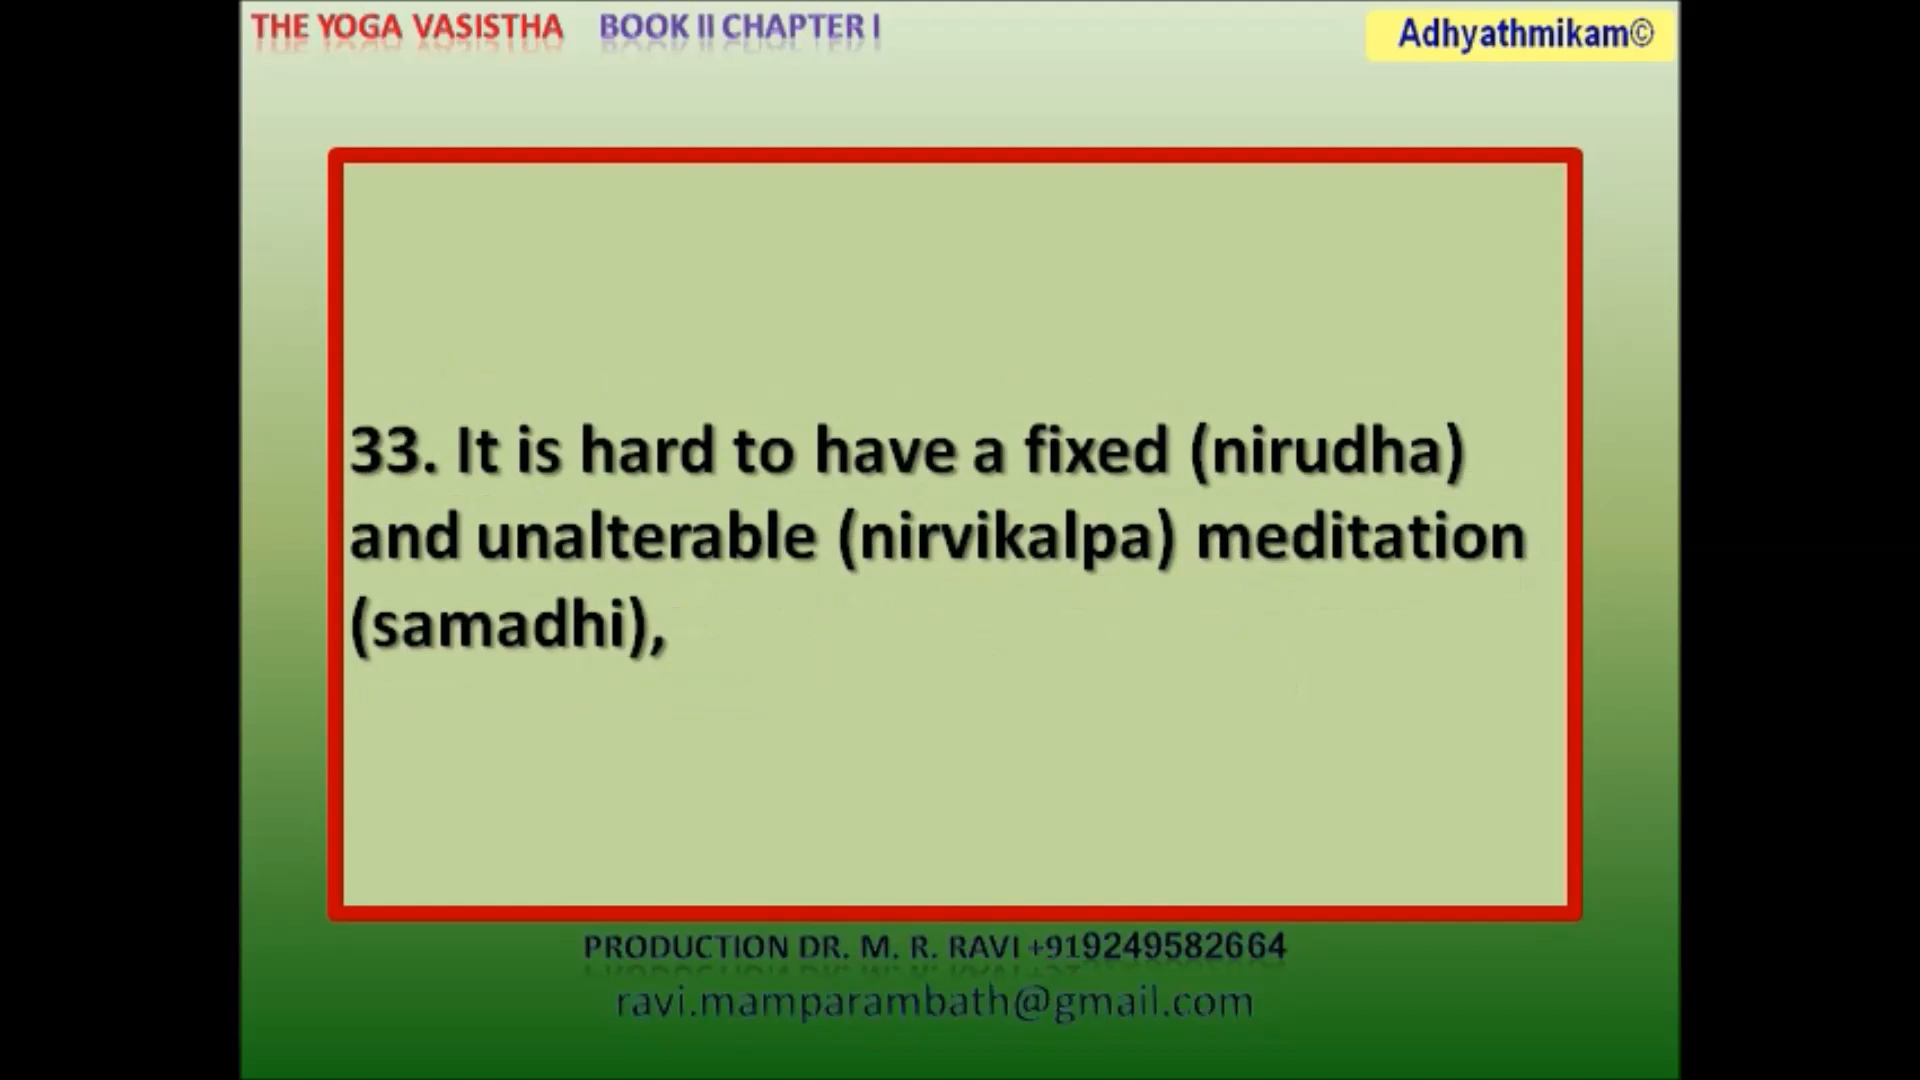 THE YOGA VASISTHA BOOK II CHAPTER I
Adhyathmikam©
33. It is hard to have a fixed (nirudha)
and unalterable (nirvikalpa) meditation
(samadhi),
PRODUCTION DR. M. R. RAVI +919249582664
ravi.mamparambath@gmail.com